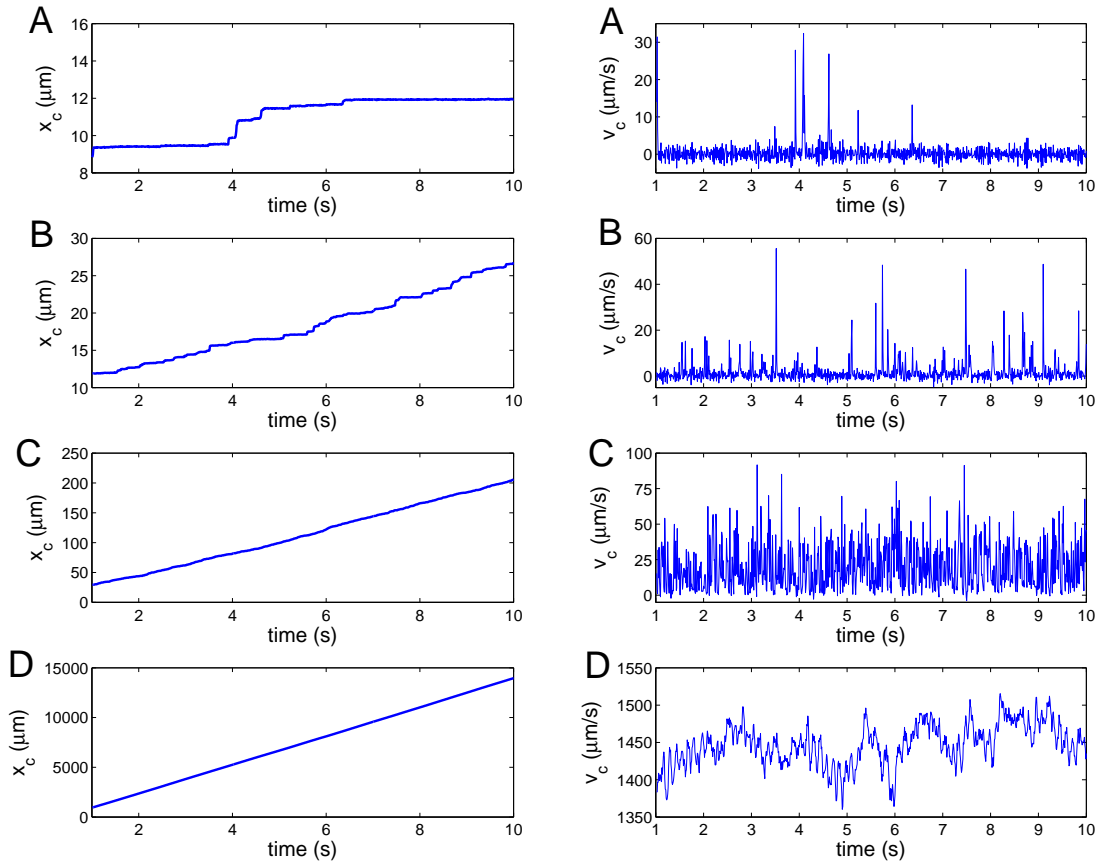 A
x_c (μm)
16
14
12
10
8
2 4 6 8 10
time (s)
A
v_c (μm/s)
30
20
10
0
1 2 3 4 5 6 7 8 9 10
time (s)
B
x_c (μm)
30
25
20
15
10
2 4 6 8 10
time (s)
B
v_c (μm/s)
60
40
20
0
1 2 3 4 5 6 7 8 9 10
time (s)
C
x_c (μm)
250
200
150
100
50
0
2 4 6 8 10
time (s)
C
v_c (μm/s)
100
75
50
25
0
1 2 3 4 5 6 7 8 9 10
time (s)
D
x_c (μm)
15000
10000
5000
0
2 4 6 8 10
time (s)
D
v_c (μm/s)
1550
1500
1450
1400
1350
1 2 3 4 5 6 7 8 9 10
time (s)